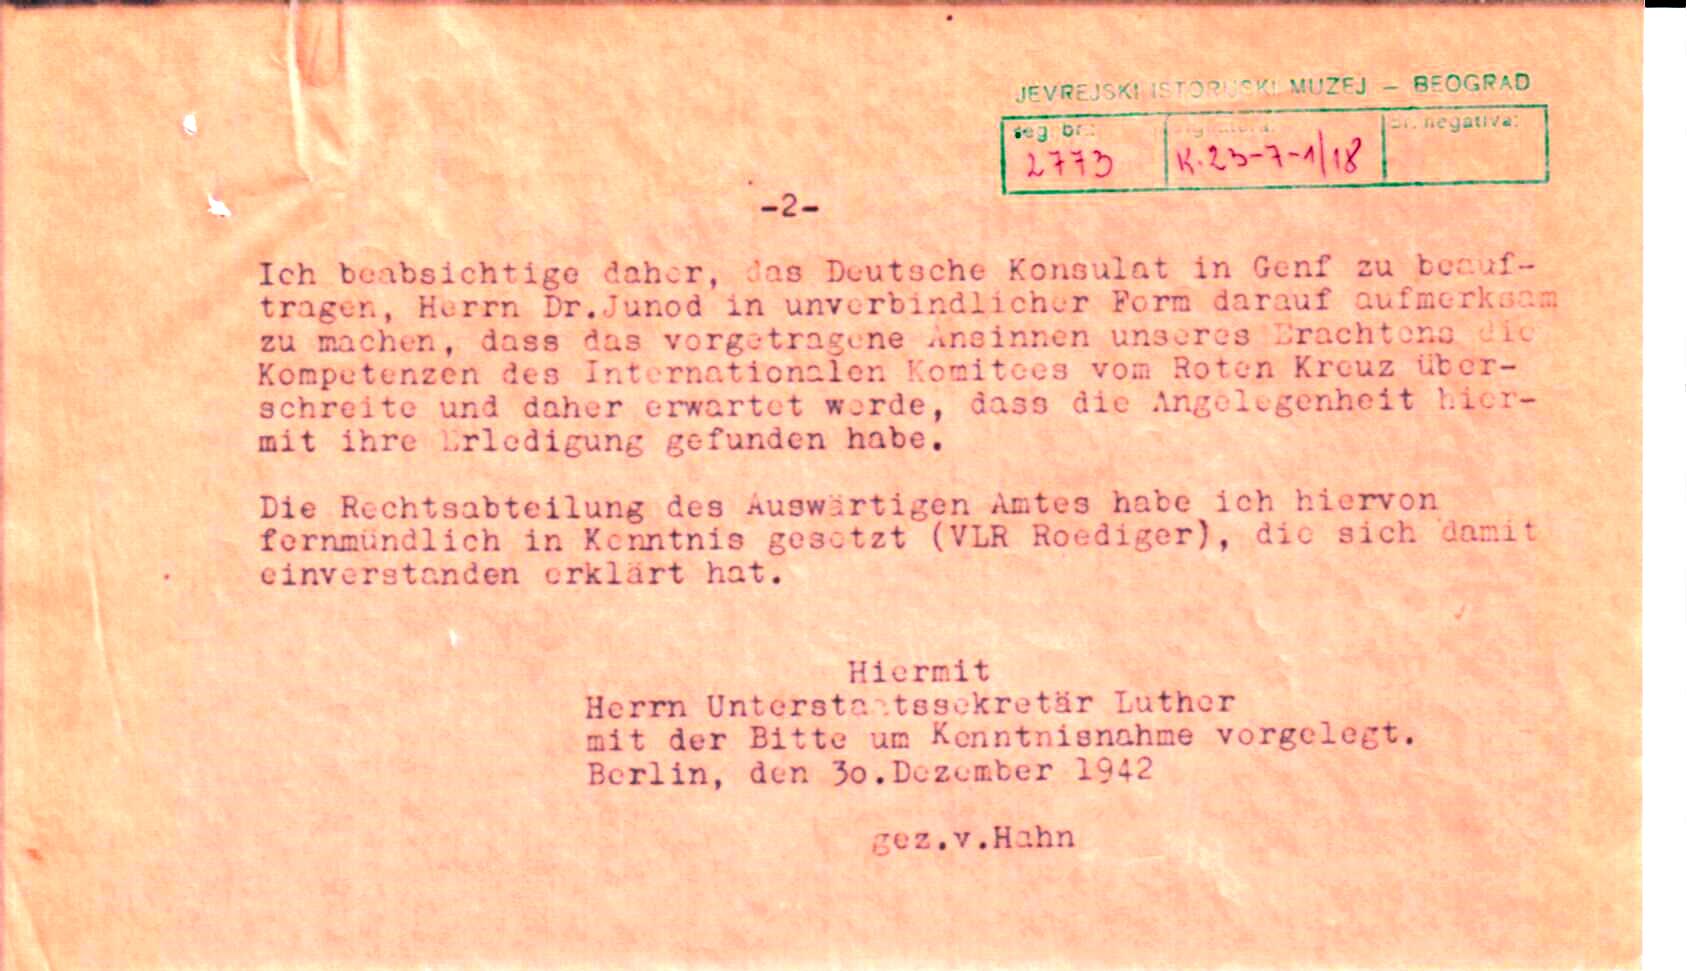 JEVREJSKI ISTORIJSKI MUZEJ – BEOGRAD
Reg. br.: Signatura: Br. negativa:
2773 K.23-7-1/18
-2-
Ich beabsichtige daher, das Deutsche Konsulat in Genf zu beauf-
tragen, Herrn Dr.Junod in unverbindlicher Form darauf aufmerksam
zu machen, dass das vorgetragene Ansinnen unseres Erachtens die
Kompetenzen des Internationalen Komitees vom Roten Kreuz über-
schreite und daher erwartet werde, dass die Angelegenheit hier-
mit ihre Erledigung gefunden habe.
Die Rechtsabteilung des Auswärtigen Amtes habe ich hiervon
fernmündlich in Kenntnis gesetzt (VLR Roediger), die sich damit
einverstanden erklärt hat.
Hiermit
Herrn Unterstaatssekretär Luther
mit der Bitte um Kenntnisnahme vorgelegt.
Berlin, den 3o.Dezember 1942
gez.v.Hahn